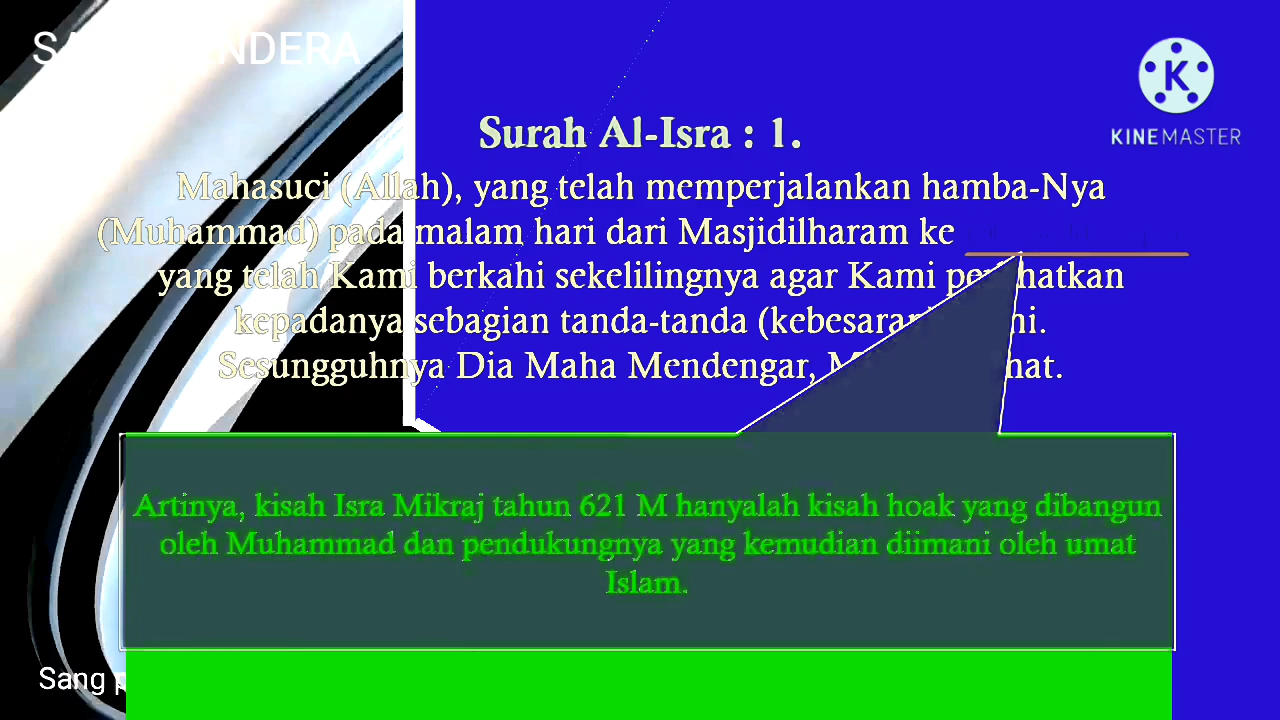 NDERA
KINEMASTER
Surah Al-Isra : 1.
Mahasuci (Allah), yang telah memperjalankan hamba-Nya
(Muhammad) pada malam hari dari Masjidilharam ke
yang telah Kami berkahi sekelilingnya agar Kami perlihatkan
kepadanya sebagian tanda-tanda
Sesungguhnya Dia Maha Mendengar,
Artinya, kisah Isra Mikraj tahun 621 M hanyalah kisah hoak yang dibangun
oleh Muhammad dan pendukungnya yang kemudian diimani oleh umat
Islam.
Sang